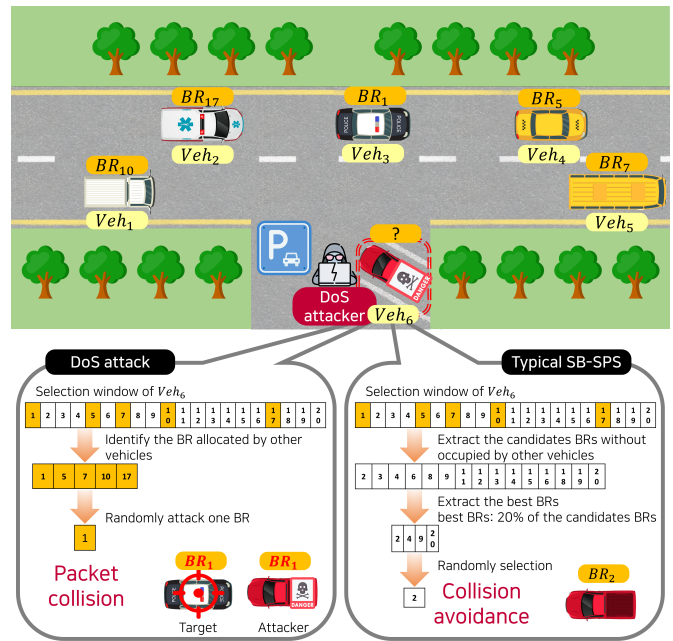 BR17
BR1
BR5
POLICE
POLICE
Veh2
Veh3
Veh4
BR10
BR7
Veh1
Veh5
P
?
DANGER
DoS
attacker
Veh6
DoS attack
Typical SB-SPS
Selection window of Veh6
1 2 3 4 5 6 7 8 9 10 11 12 13 14 15 16 17 18 19 20
Identify the BR allocated by other
vehicles
1 5 7 10 17
Randomly attack one BR
1
Packet
collision
BR1
BR1
POLICE
DANGER
Target
Attacker
Selection window of Veh6
1 2 3 4 5 6 7 8 9 10 11 12 13 14 15 16 17 18 19 20
Extract the candidates BRs without
occupied by other vehicles
2 3 4 6 8 9 11 12 13 14 15 16 18 19 20
Extract the best BRs
best BRs: 20% of the candidates BRs
2 4 9 20
Randomly selection
2
Collision
avoidance
BR2